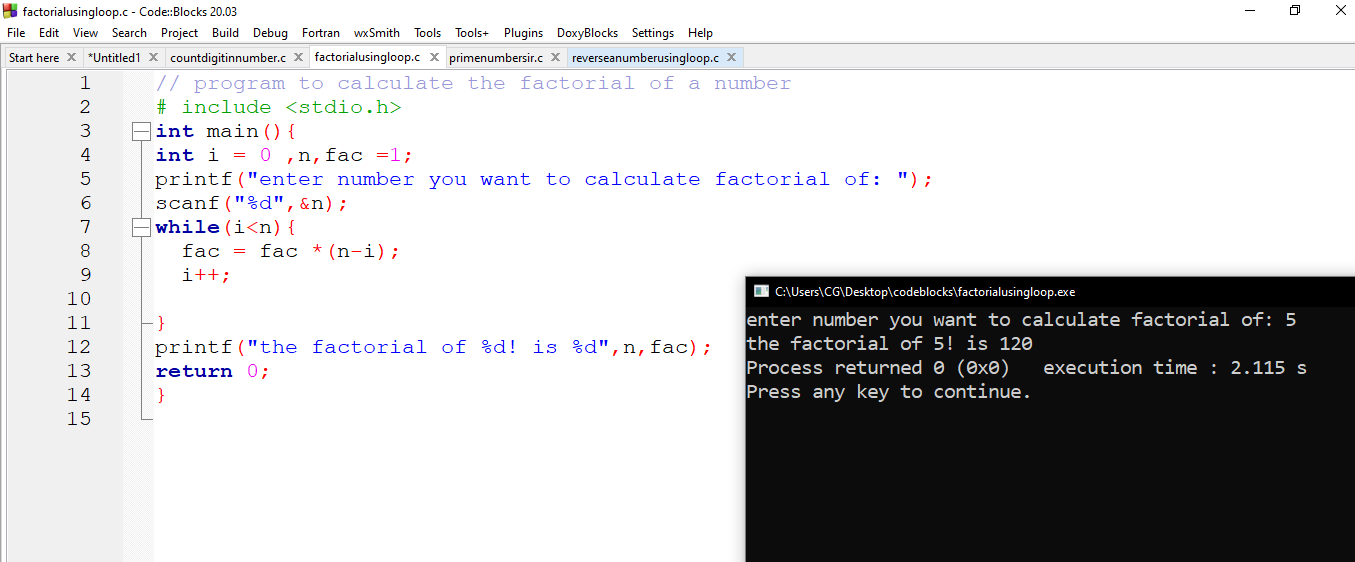 factorialusingloop.c - Code::Blocks 20.03
File Edit View Search Project Build Debug Fortran wxSmith Tools Tools+ Plugins DoxyBlocks Settings Help
Start here *Untitled1 countdigitinnumber.c factorialusingloop.c primenumbersir.c reverseanumberusingloop.c
1 // program to calculate the factorial of a number
2 # include <stdio.h>
3 int main(){
4 int i = 0 ,n,fac =1;
5 printf("enter number you want to calculate factorial of: ");
6 scanf("%d",&n);
7 while(i<n){
8 fac = fac *(n-i);
9 i++;
10
11 }
12 printf("the factorial of %d! is %d",n,fac);
13 return 0;
14 }
15
C:\Users\CG\Desktop\codeblocks\factorialusingloop.exe
enter number you want to calculate factorial of: 5
the factorial of 5! is 120
Process returned 0 (0x0)   execution time : 2.115 s
Press any key to continue.